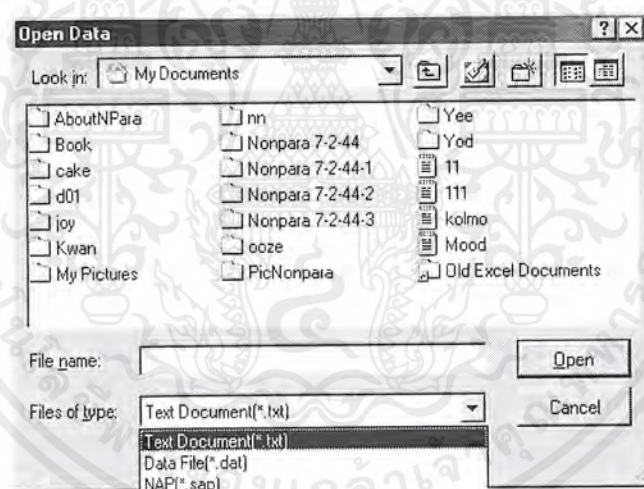 Open Data
Look in: My Documents
AboutNPara
Book
cake
d01
joy
Kwan
My Pictures
nn
Nonpara 7-2-44
Nonpara 7-2-44-1
Nonpara 7-2-44-2
Nonpara 7-2-44-3
ooze
PicNonpara
Yee
Yod
11
111
kolmo
Mood
Old Excel Documents
File name:
Open
Files of type: Text Document(*.txt)
Cancel
Text Document(*.txt)
Data File(*.dat)
NAP(*.sap)